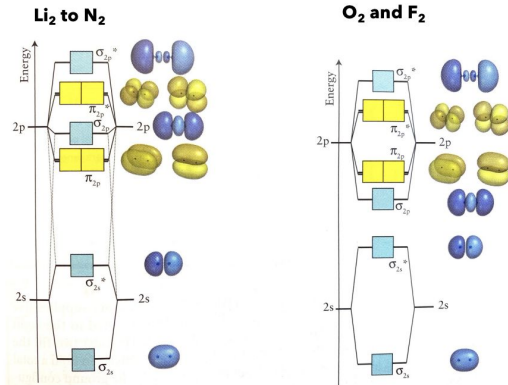 Li₂ to N₂
Energy
σ₂ₚ*
π₂ₚ*
2p
σ₂ₚ
2p
π₂ₚ
σ₂ₛ*
2s
2s
σ₂ₛ
O₂ and F₂
Energy
σ₂ₚ*
π₂ₚ*
2p
2p
π₂ₚ
σ₂ₚ
σ₂ₛ*
2s
2s
σ₂ₛ